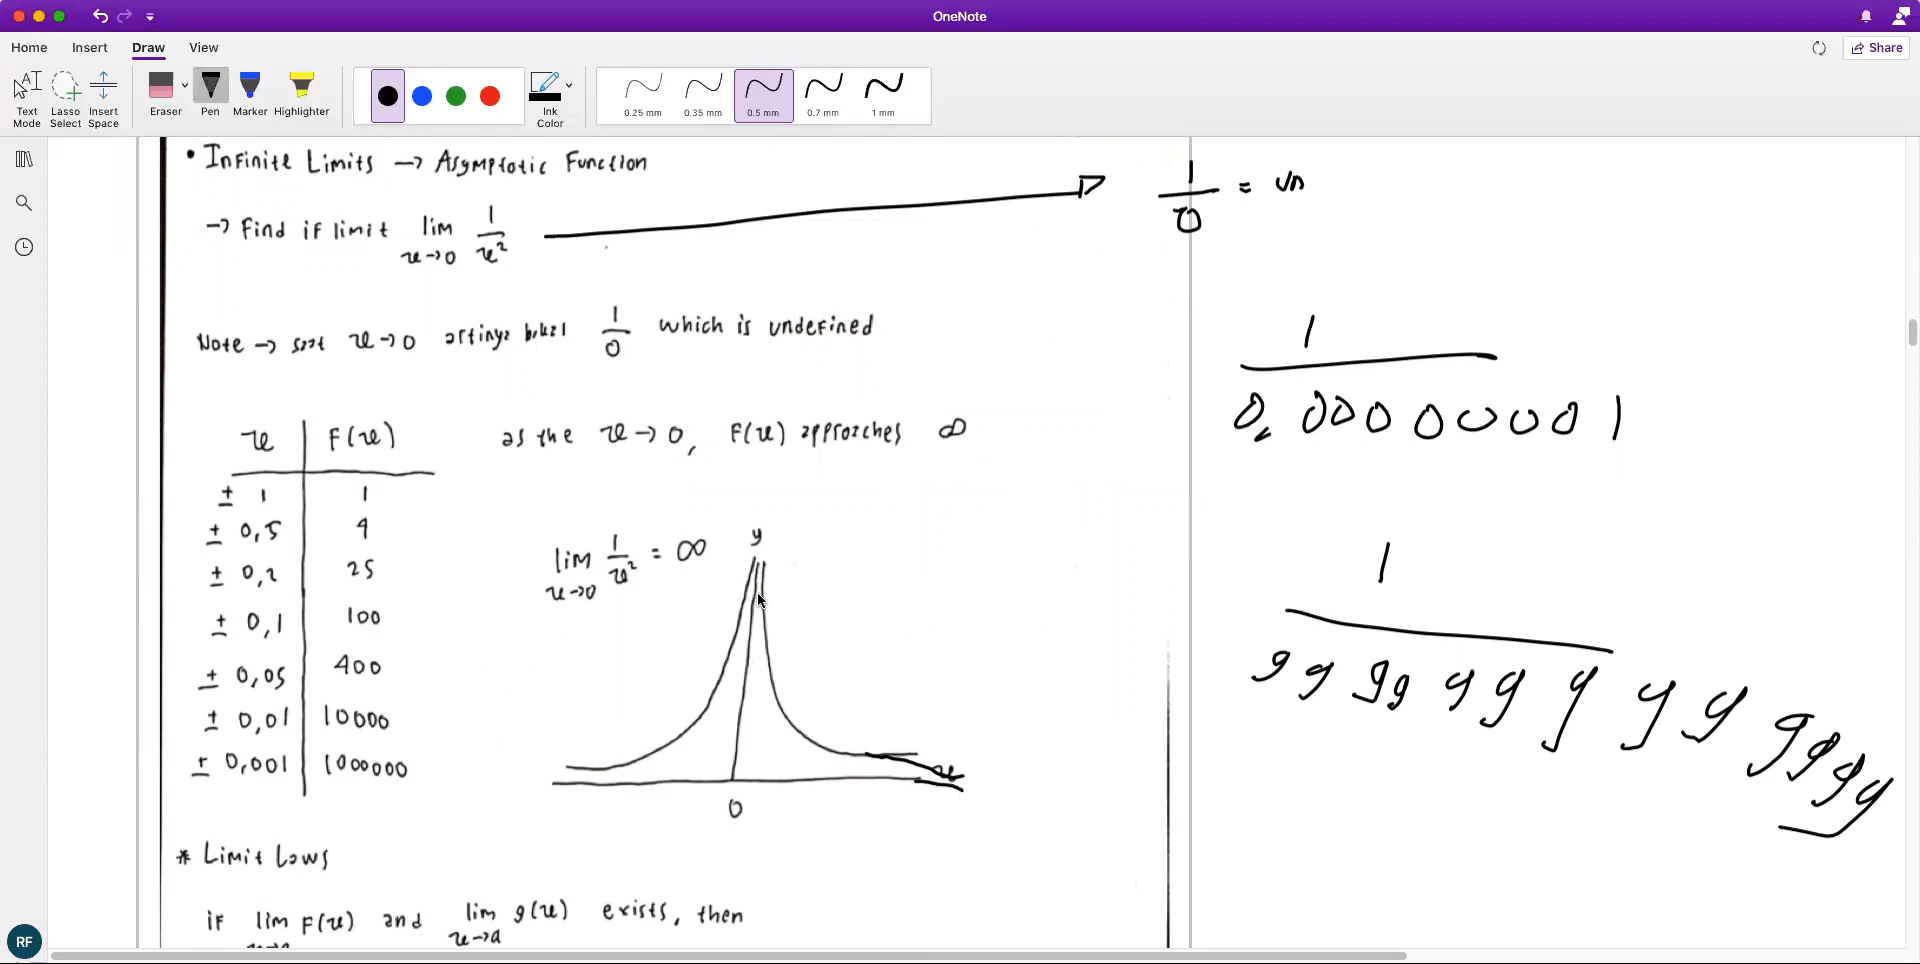 OneNote
Home Insert Draw View
Share
Text Mode
Lasso Select
Insert Space
Eraser
Pen
Marker
Highlighter
Ink Color
0.25 mm
0.35 mm
0.5 mm
0.7 mm
1 mm
• Infinite Limits → Asymptotic Function
→ Find if limit lim x→0 1/x²
1/0 = un
Note → saat x→0 artinya 1/0 which is undefined
1/0,000000001
x F(x)
as the x→0, F(x) approaches ∞
± 1 1
± 0,5 4
± 0,2 25
± 0,1 100
± 0,05 400
± 0,01 10000
± 0,001 1000000
lim x→0 1/x² = ∞
y
x
0
1/9999999999999
* Limit Laws
if lim F(x) and lim x→a g(x) exists, then
RF